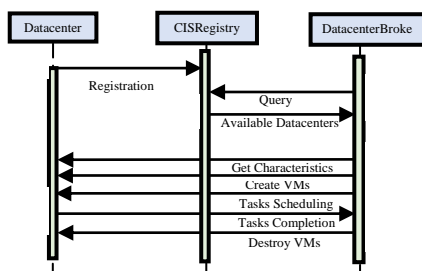 Datacenter
CISRegistry
DatacenterBroke
Registration
Query
Available Datacenters
Get Characteristics
Create VMs
Tasks Scheduling
Tasks Completion
Destroy VMs